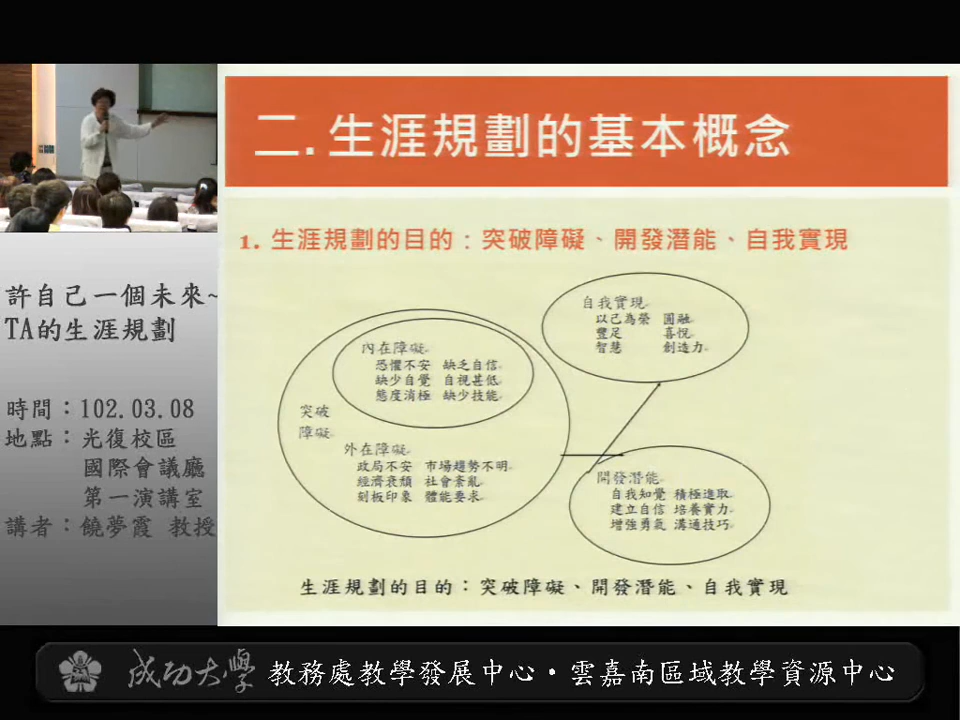 二.生涯規劃的基本概念
1. 生涯規劃的目的：突破障礙、開發潛能、自我實現
自我實現
以己為榮 圓融
豐足 喜悅
智慧 創造力
內在障礙
恐懼不安 缺乏自信
缺少自覺 自視甚低
態度消極 缺少技能
突破
障礙
外在障礙
政局不安 市場趨勢不明
經濟衰頹 社會紊亂
刻板印象 體能要求
開發潛能
自我知覺 積極進取
建立自信 培養實力
增強勇氣 溝通技巧
生涯規劃的目的：突破障礙、開發潛能、自我實現
許自己一個未來~
TA的生涯規劃
時間：102.03.08
地點：光復校區
國際會議廳
第一演講室
講者：饒夢霞 教授
成功大學 教務處教學發展中心・雲嘉南區域教學資源中心